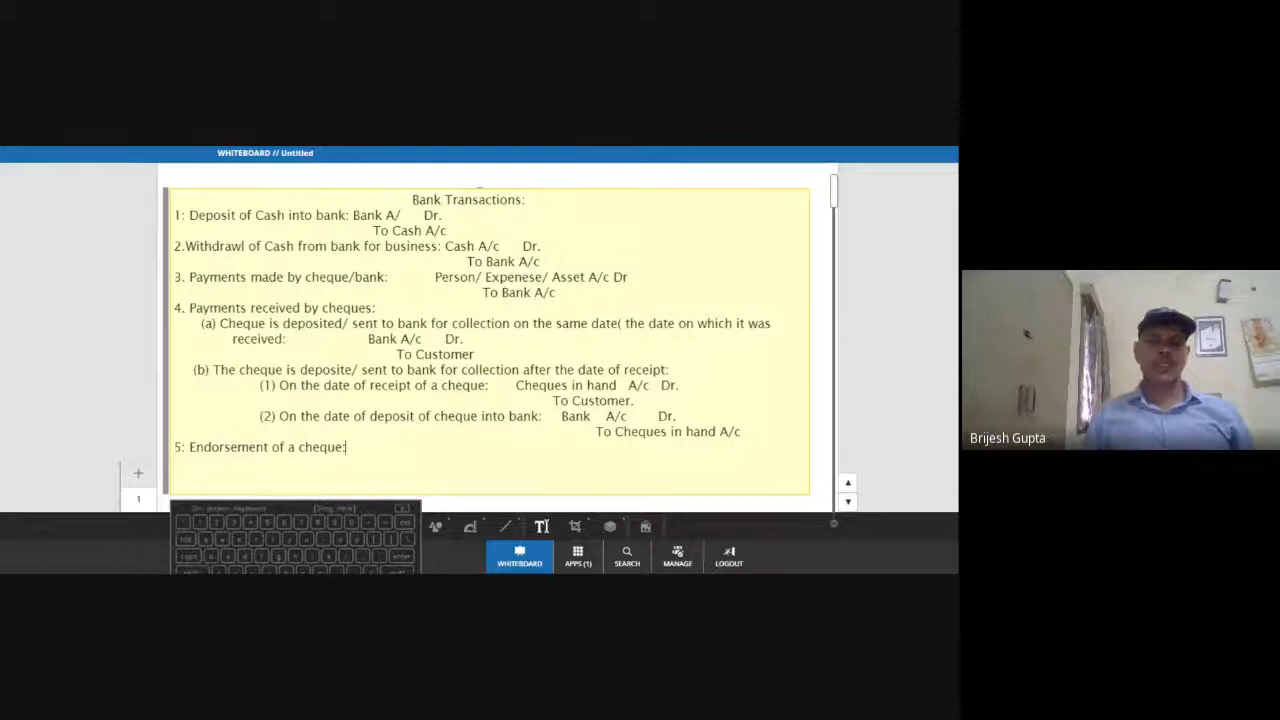 WHITEBOARD // Untitled
Bank Transactions:
1: Deposit of Cash into bank: Bank A/ Dr.
To Cash A/c
2.Withdrawl of Cash from bank for business: Cash A/c Dr.
To Bank A/c
3. Payments made by cheque/bank: Person/ Expenese/ Asset A/c Dr
To Bank A/c
4. Payments received by cheques:
(a) Cheque is deposited/ sent to bank for collection on the same date( the date on which it was
received: Bank A/c Dr.
To Customer
(b) The cheque is deposite/ sent to bank for collection after the date of receipt:
(1) On the date of receipt of a cheque: Cheques in hand A/c Dr.
To Customer.
(2) On the date of deposit of cheque into bank: Bank A/c Dr.
To Cheques in hand A/c
5: Endorsement of a cheque:
1
WHITEBOARD
APPS (1)
SEARCH
MANAGE
LOGOUT
Brijesh Gupta